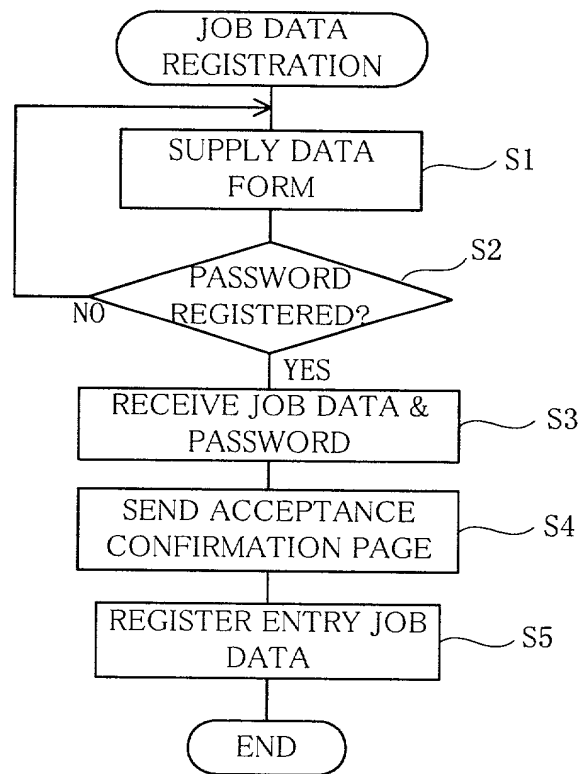 JOB DATA
REGISTRATION
SUPPLY DATA
FORM
S1
PASSWORD
REGISTERED?
S2
NO
YES
RECEIVE JOB DATA &
PASSWORD
S3
SEND ACCEPTANCE
CONFIRMATION PAGE
S4
REGISTER ENTRY JOB
DATA
S5
END